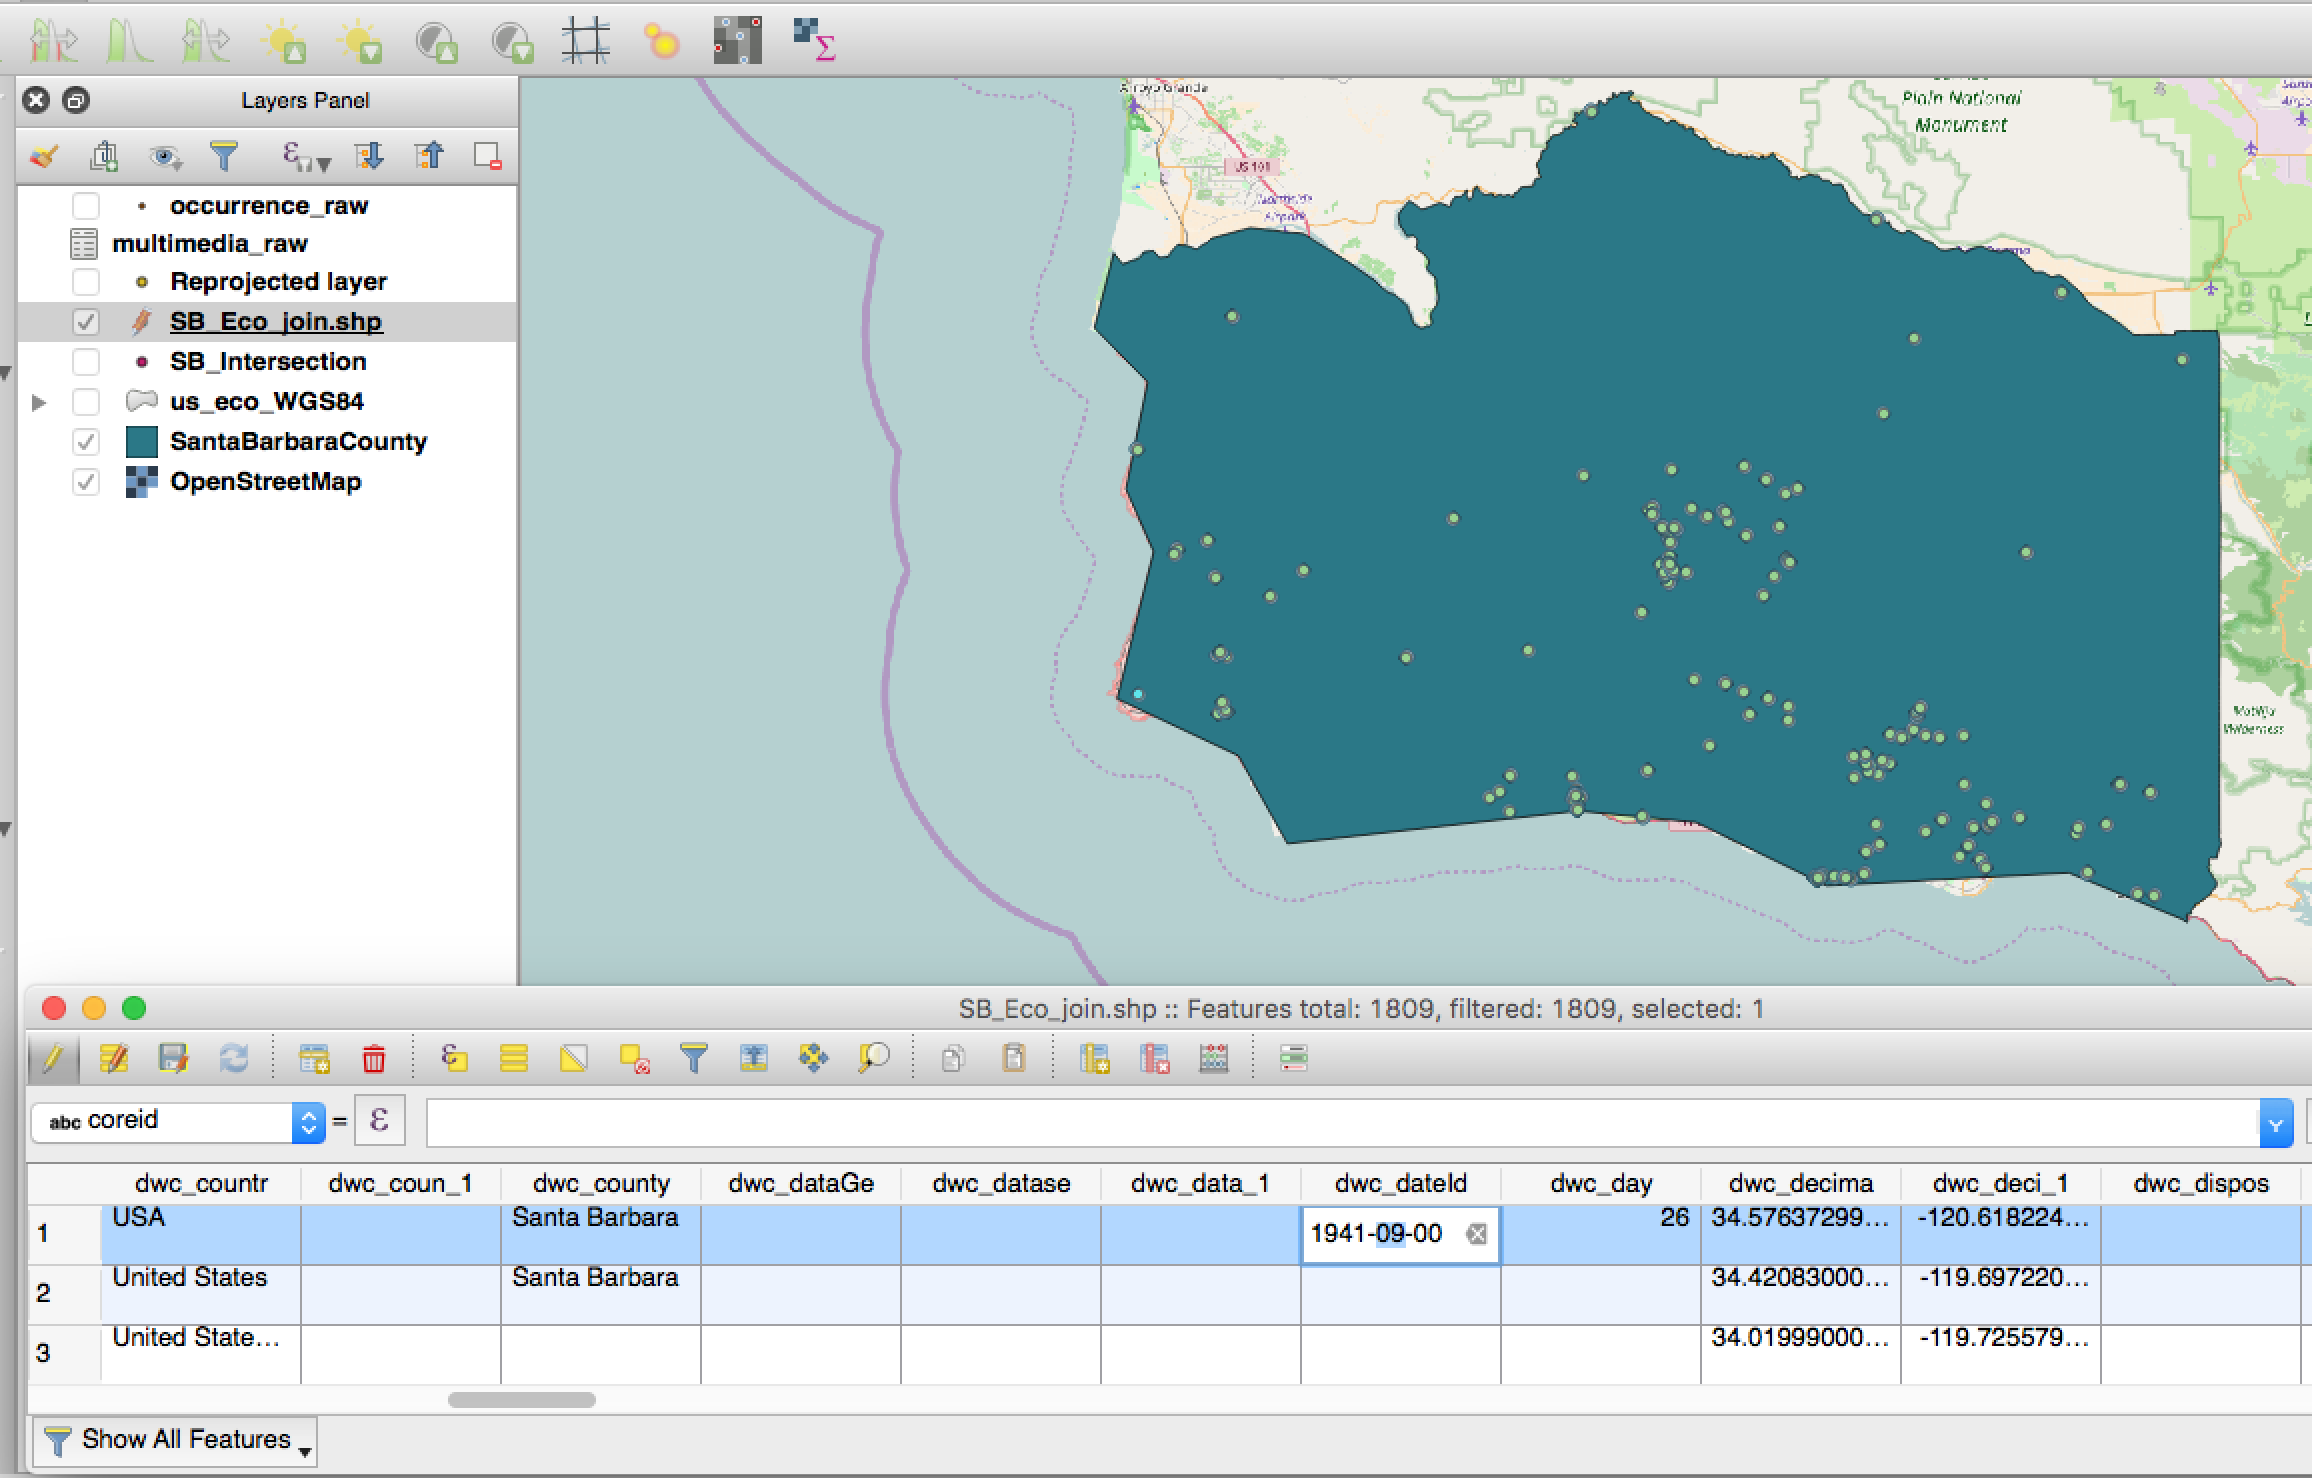 Layers Panel
occurrence_raw
multimedia_raw
Reprojected layer
SB_Eco_join.shp
SB_Intersection
us_eco_WGS84
SantaBarbaraCounty
OpenStreetMap
Arroyo Grande
US 101
Airport
Plain National
Monument
Matilija
Wilderness
SB_Eco_join.shp :: Features total: 1809, filtered: 1809, selected: 1
abc coreid = ε
dwc_countr dwc_coun_1 dwc_county dwc_dataGe dwc_datase dwc_data_1 dwc_dateId dwc_day dwc_decima dwc_deci_1 dwc_dispos
1 USA Santa Barbara 1941-09-00 26 34.57637299... -120.618224...
2 United States Santa Barbara 34.42083000... -119.697220...
3 United State... 34.01999000... -119.725579...
Show All Features